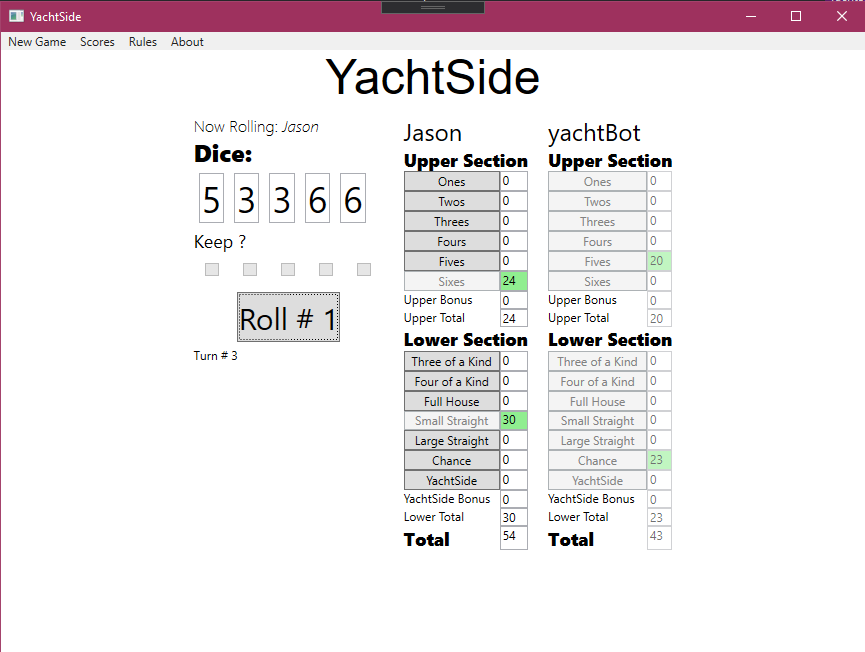 YachtSide
New Game Scores Rules About
YachtSide
Now Rolling: Jason
Dice:
5 3 3 6 6
Keep ?
Roll # 1
Turn # 3
Jason
Upper Section
Ones 0
Twos 0
Threes 0
Fours 0
Fives 0
Sixes 24
Upper Bonus 0
Upper Total 24
Lower Section
Three of a Kind 0
Four of a Kind 0
Full House 0
Small Straight 30
Large Straight 0
Chance 0
YachtSide 0
YachtSide Bonus 0
Lower Total 30
Total 54
yachtBot
Upper Section
Ones 0
Twos 0
Threes 0
Fours 0
Fives 20
Sixes 0
Upper Bonus 0
Upper Total 20
Lower Section
Three of a Kind 0
Four of a Kind 0
Full House 0
Small Straight 0
Large Straight 0
Chance 23
YachtSide 0
YachtSide Bonus 0
Lower Total 23
Total 43